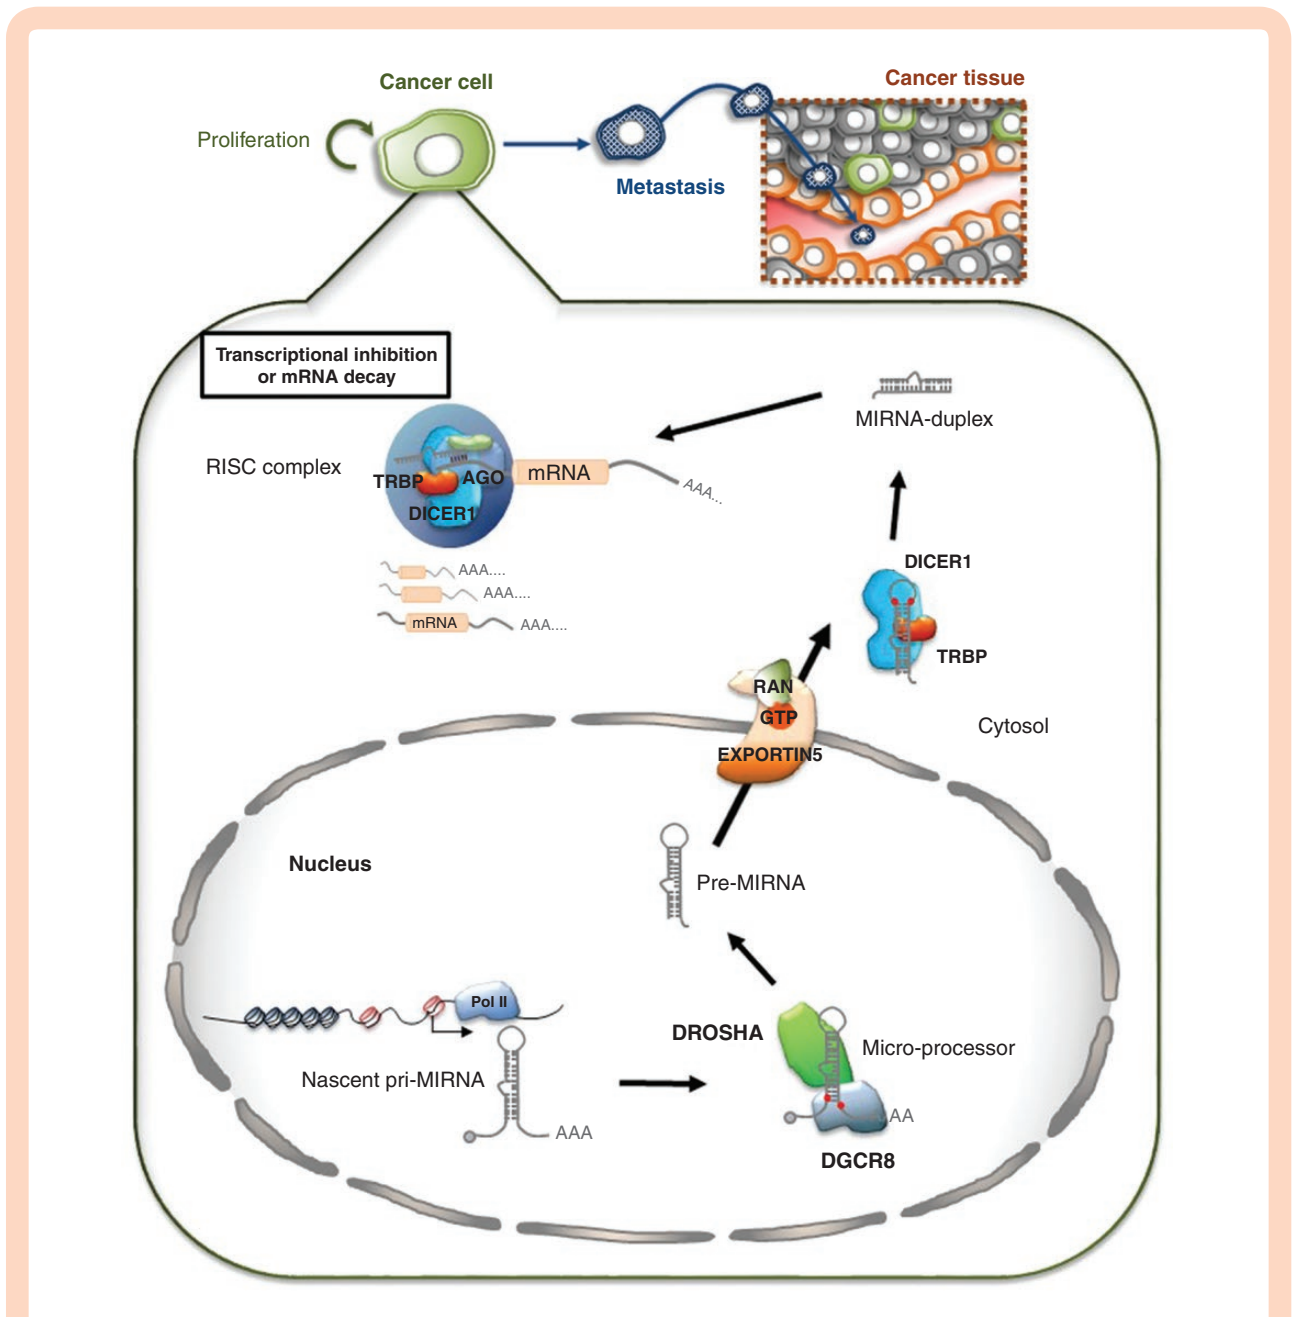 Cancer cell
Cancer tissue
Proliferation
Metastasis
Transcriptional inhibition
or mRNA decay
MIRNA-duplex
RISC complex
TRBP
AGO
mRNA
AAA...
DICER1
AAA....
AAA....
mRNA
AAA....
DICER1
TRBP
RAN
GTP
EXPORTIN5
Cytosol
Nucleus
Pre-MIRNA
Pol II
DROSHA
Micro-processor
Nascent pri-MIRNA
AAA
AA
DGCR8